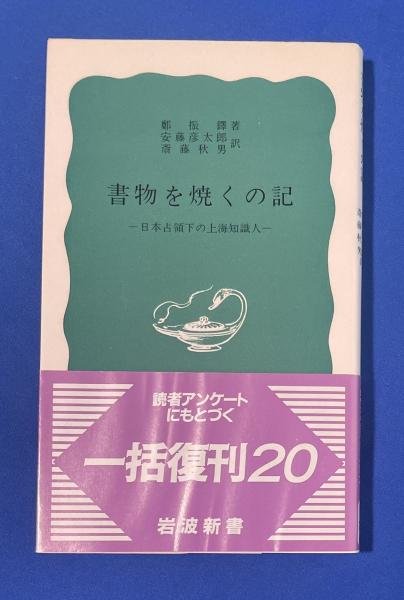 鄭振鐸著
安藤彦太郎
斎藤秋男訳
書物を焼くの記
―日本占領下の上海知識人―
読者アンケート
にもとづく
一括復刊20
岩波新書